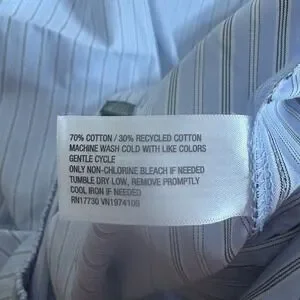 70% COTTON / 30% RECYCLED COTTON
MACHINE WASH COLD WITH LIKE COLORS
GENTLE CYCLE
ONLY NON-CHLORINE BLEACH IF NEEDED
TUMBLE DRY LOW, REMOVE PROMPTLY
COOL IRON IF NEEDED
RN17730 VN1974108